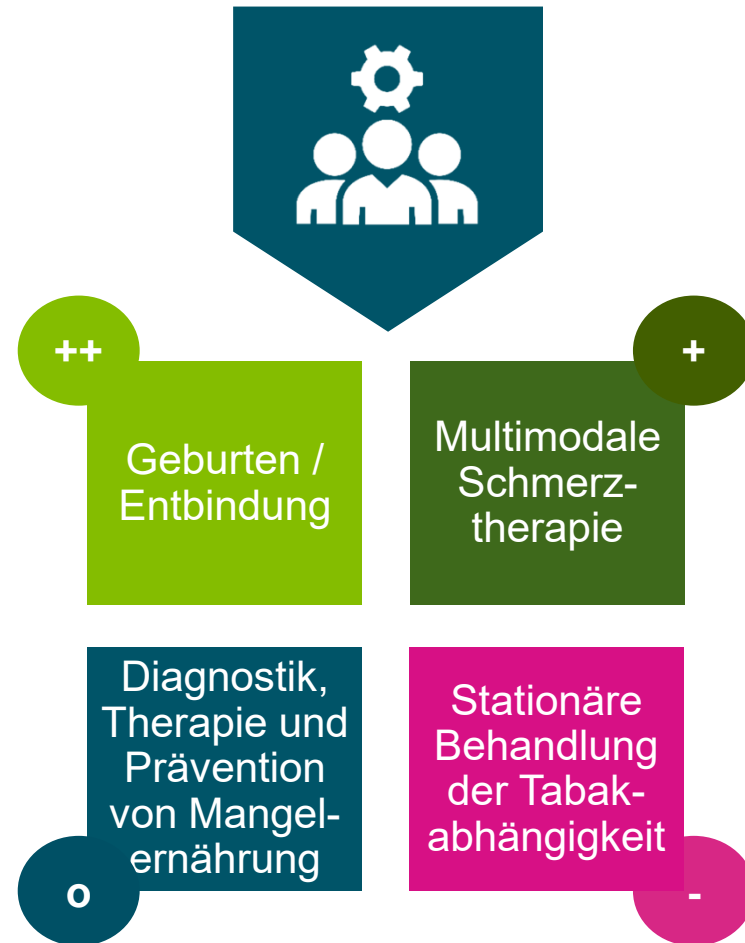 ++
+
Geburten /
Entbindung
Multimodale
Schmerz-
therapie
Diagnostik,
Therapie und
Prävention
von Mangel-
ernährung
Stationäre
Behandlung
der Tabak-
abhängigkeit
o
-